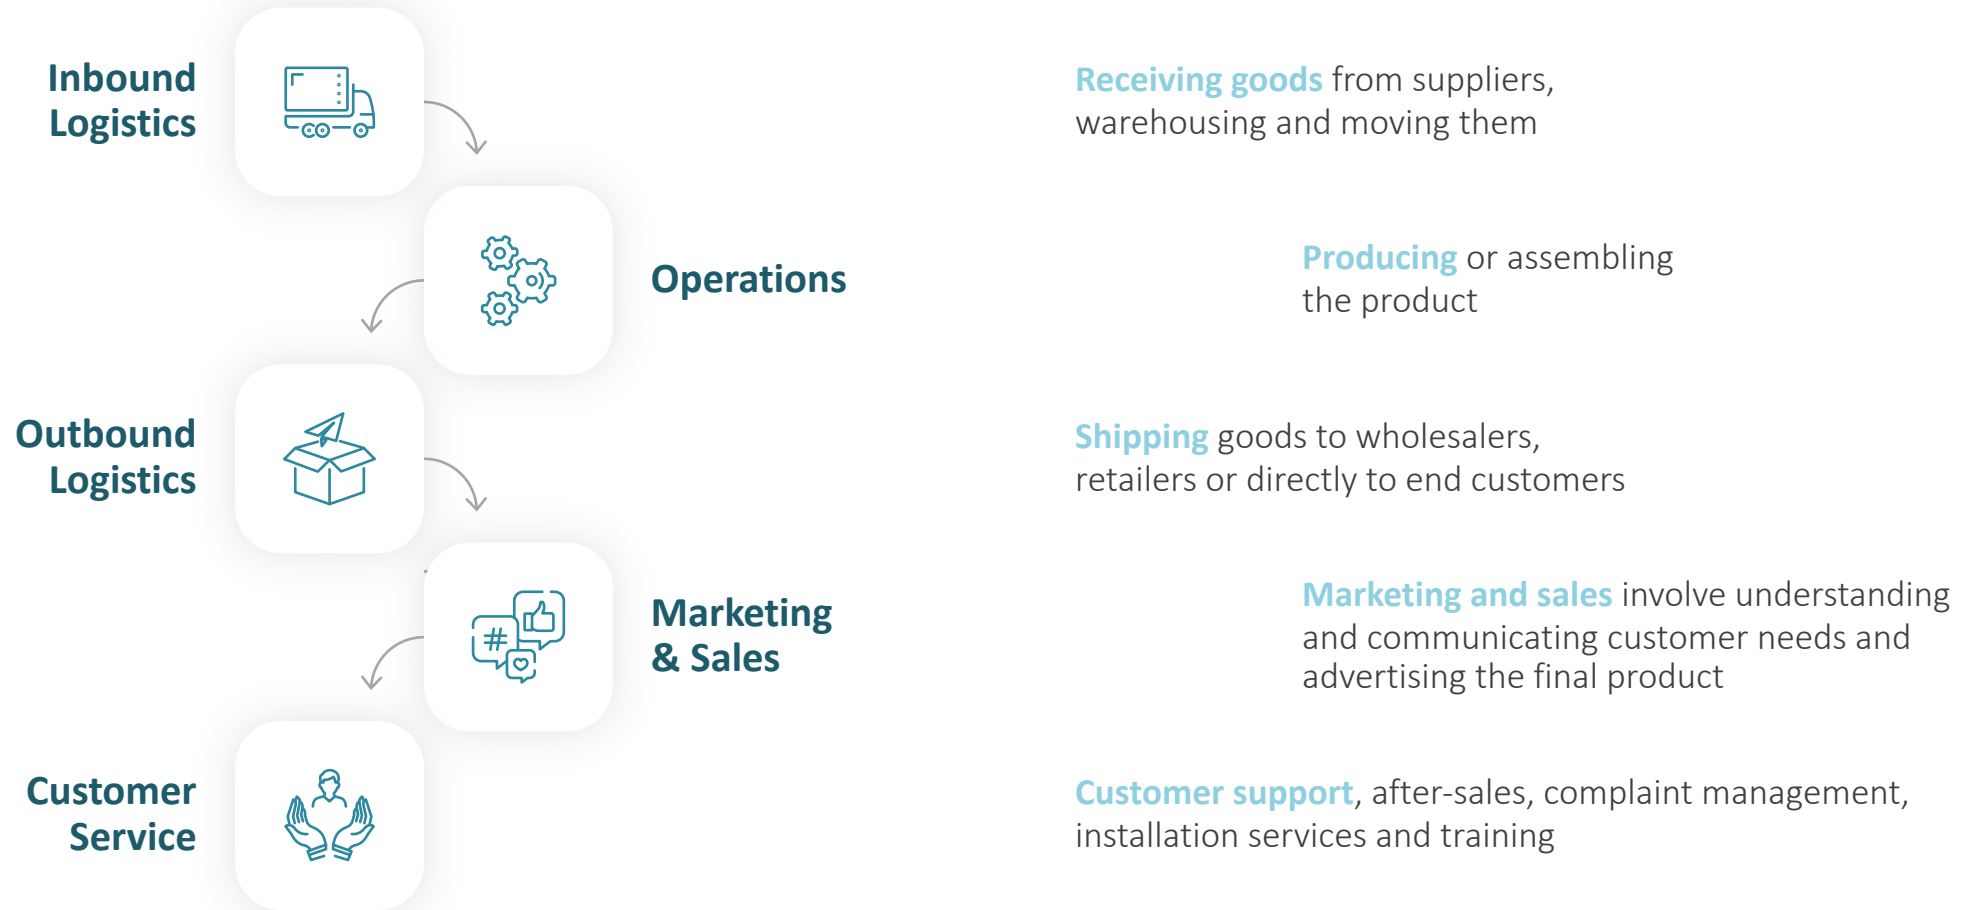 Inbound
Logistics
Receiving goods from suppliers,
warehousing and moving them
Operations
Producing or assembling
the product
Outbound
Logistics
Shipping goods to wholesalers,
retailers or directly to end customers
#
Marketing
& Sales
Marketing and sales involve understanding
and communicating customer needs and
advertising the final product
Customer
Service
Customer support, after-sales, complaint management,
installation services and training